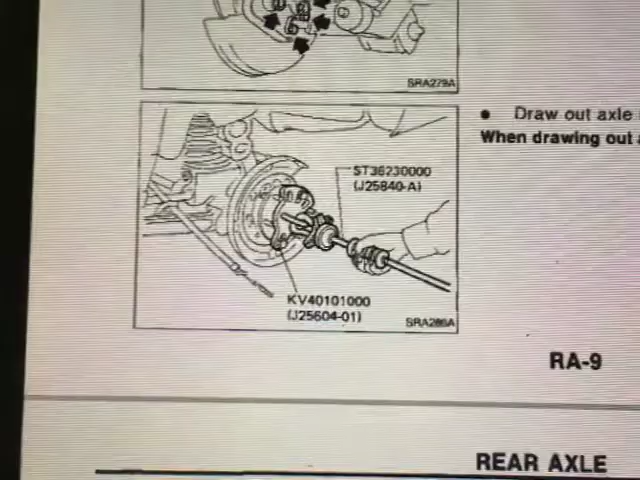 SRA279A
Draw out axle
When drawing out
ST36230000
(J25840-A)
KV40101000
(J25604-01)
SRA286A
RA-9
REAR AXLE